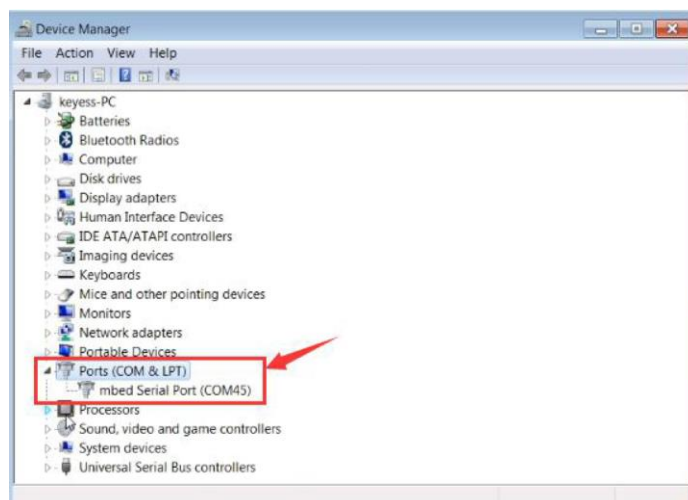 Device Manager
File Action View Help
keyess-PC
Batteries
Bluetooth Radios
Computer
Disk drives
Display adapters
Human Interface Devices
IDE ATA/ATAPI controllers
Imaging devices
Keyboards
Mice and other pointing devices
Monitors
Network adapters
Portable Devices
Ports (COM & LPT)
mbed Serial Port (COM45)
Processors
Sound, video and game controllers
System devices
Universal Serial Bus controllers